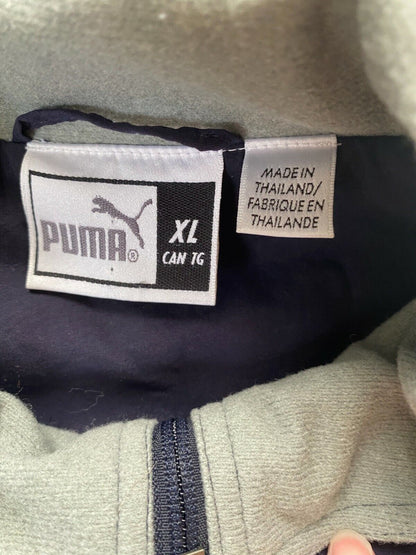 PUMA®
XL
CAN TG
MADE IN
THAILAND/
FABRIQUE EN
THAILANDE